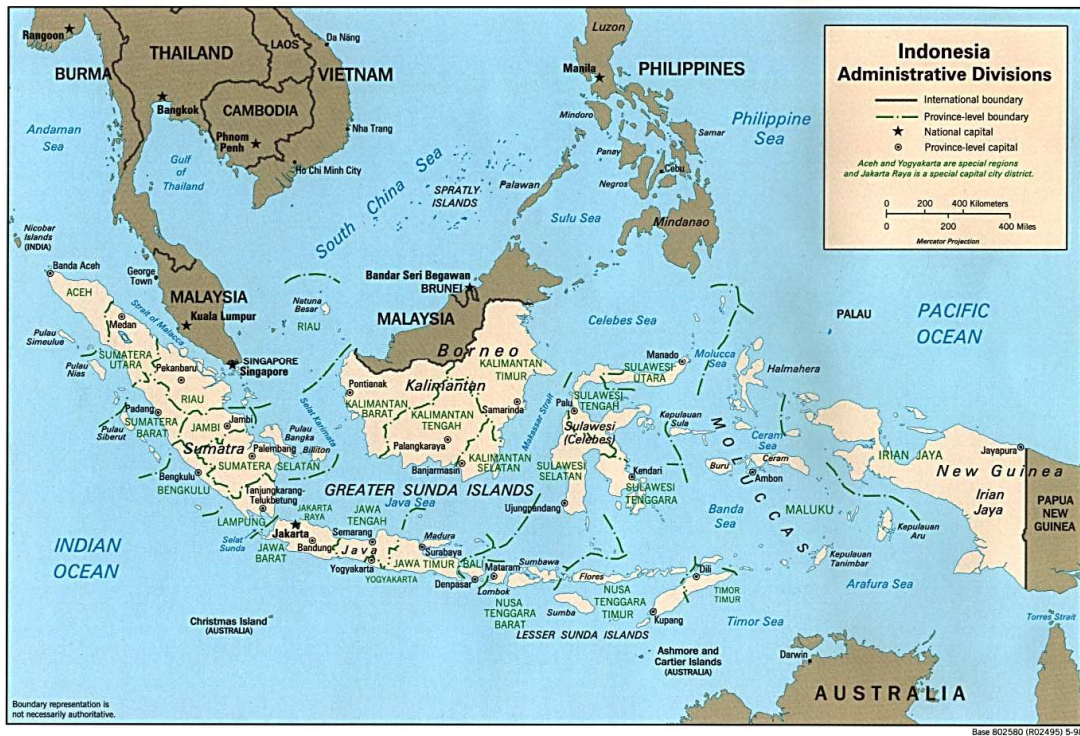 Indonesia
Administrative Divisions
International boundary
Province-level boundary
National capital
Province-level capital
Aceh and Yogyakarta are special regions
and Jakarta Raya is a special capital city district.
0 200 400 Kilometers
0 200 400 Miles
Mercator Projection
Rangoon
BURMA
THAILAND
LAOS
Da Năng
VIETNAM
Bangkok
CAMBODIA
Phnom
Penh
Nha Trang
Ho Chi Minh City
Andaman
Sea
Gulf
of
Thailand
South China Sea
SPRATLY
ISLANDS
Luzon
Manila
PHILIPPINES
Mindoro
Samar
Panay
Cebu
Negros
Palawan
Mindanao
Sulu Sea
Philippine
Sea
Nicobar
Islands
(INDIA)
Banda Aceh
George
Town
ACEH
MALAYSIA
Kuala Lumpur
Medan
Strait of Malacca
Pulau
Simeulue
SUMATERA
UTARA
Pulau
Nias
Pekanbaru
RIAU
SINGAPORE
Singapore
Natuna
Besar
RIAU
Bandar Seri Begawan
BRUNEI
MALAYSIA
Celebes Sea
PALAU
PACIFIC
OCEAN
Borneo
Kalimantan
KALIMANTAN
TIMUR
Pontianak
KALIMANTAN
BARAT
KALIMANTAN
TENGAH
Samarinda
Palangkaraya
Banjarmasin
KALIMANTAN
SELATAN
Makassar Strait
Manado
SULAWESI
UTARA
Molucca
Sea
Halmahera
SULAWESI
TENGAH
Palu
Sulawesi
(Celebes)
Kepulauan
Sula
SULAWESI
SELATAN
Kendari
SULAWESI
TENGGARA
Ujungpandang
MOLUCCAS
Ceram
Sea
Buru
Ceram
Ambon
Banda
Sea
MALUKU
IRIAN JAYA
Jayapura
New Guinea
Irian
Jaya
PAPUA
NEW
GUINEA
Kepulauan
Aru
Kepulauan
Tanimbar
Arafura Sea
Padang
SUMATERA
BARAT
Pulau
Siberut
JAMBI
Jambi
Sumatra
Pulau
Bangka
Billiton
Selat Karimata
Palembang
SUMATERA SELATAN
Bengkulu
BENGKULU
Tanjungkarang-
Telukbetung
LAMPUNG
Selat
Sunda
GREATER SUNDA ISLANDS
Java Sea
JAKARTA
RAYA
Jakarta
JAWA
BARAT
Bandung
JAWA
TENGAH
Semarang
Java
Yogyakarta
YOGYAKARTA
Madura
Surabaya
JAWA TIMUR
BALI
Denpasar
Mataram
Lombok
Sumbawa
NUSA
TENGGARA
BARAT
Sumba
Flores
NUSA
TENGGARA
TIMUR
Dili
TIMOR
TIMUR
Kupang
LESSER SUNDA ISLANDS
Timor Sea
INDIAN
OCEAN
Christmas Island
(AUSTRALIA)
Ashmore and
Cartier Islands
(AUSTRALIA)
Darwin
AUSTRALIA
Torres Strait
Boundary representation is
not necessarily authoritative.
Base 802580 (R02495) 5-98